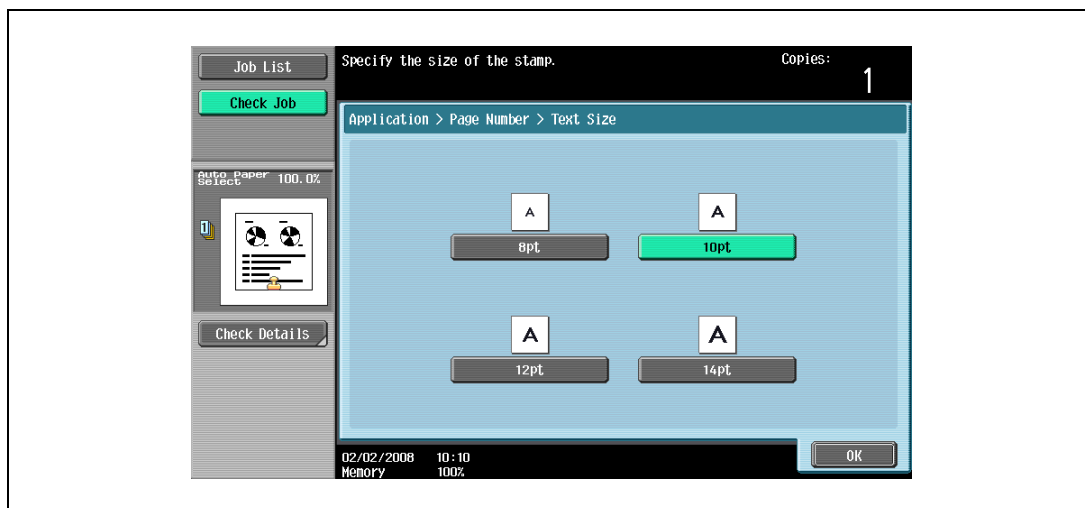 Job List
Check Job
Auto Paper Select 100.0%
1
Check Details
Specify the size of the stamp.
Copies:
1
Application > Page Number > Text Size
A
A
8pt
10pt
A
A
12pt
14pt
02/02/2008 10:10
Memory 100%
OK